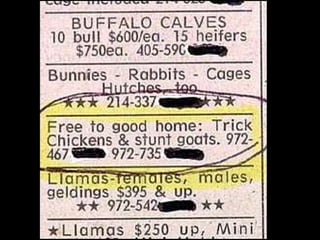 BUFFALO CALVES
10 bull $600/ea. 15 heifers
$750ea. 405-590
Bunnies - Rabbits - Cages
Hutches, too
★★★ 214-337 ★★★
Free to good home: Trick
Chickens & stunt goats. 972-
467 972-735
Llamas-females, males,
geldings $395 & up.
★★ 972-542 ★★
★Llamas $250 up, Mini